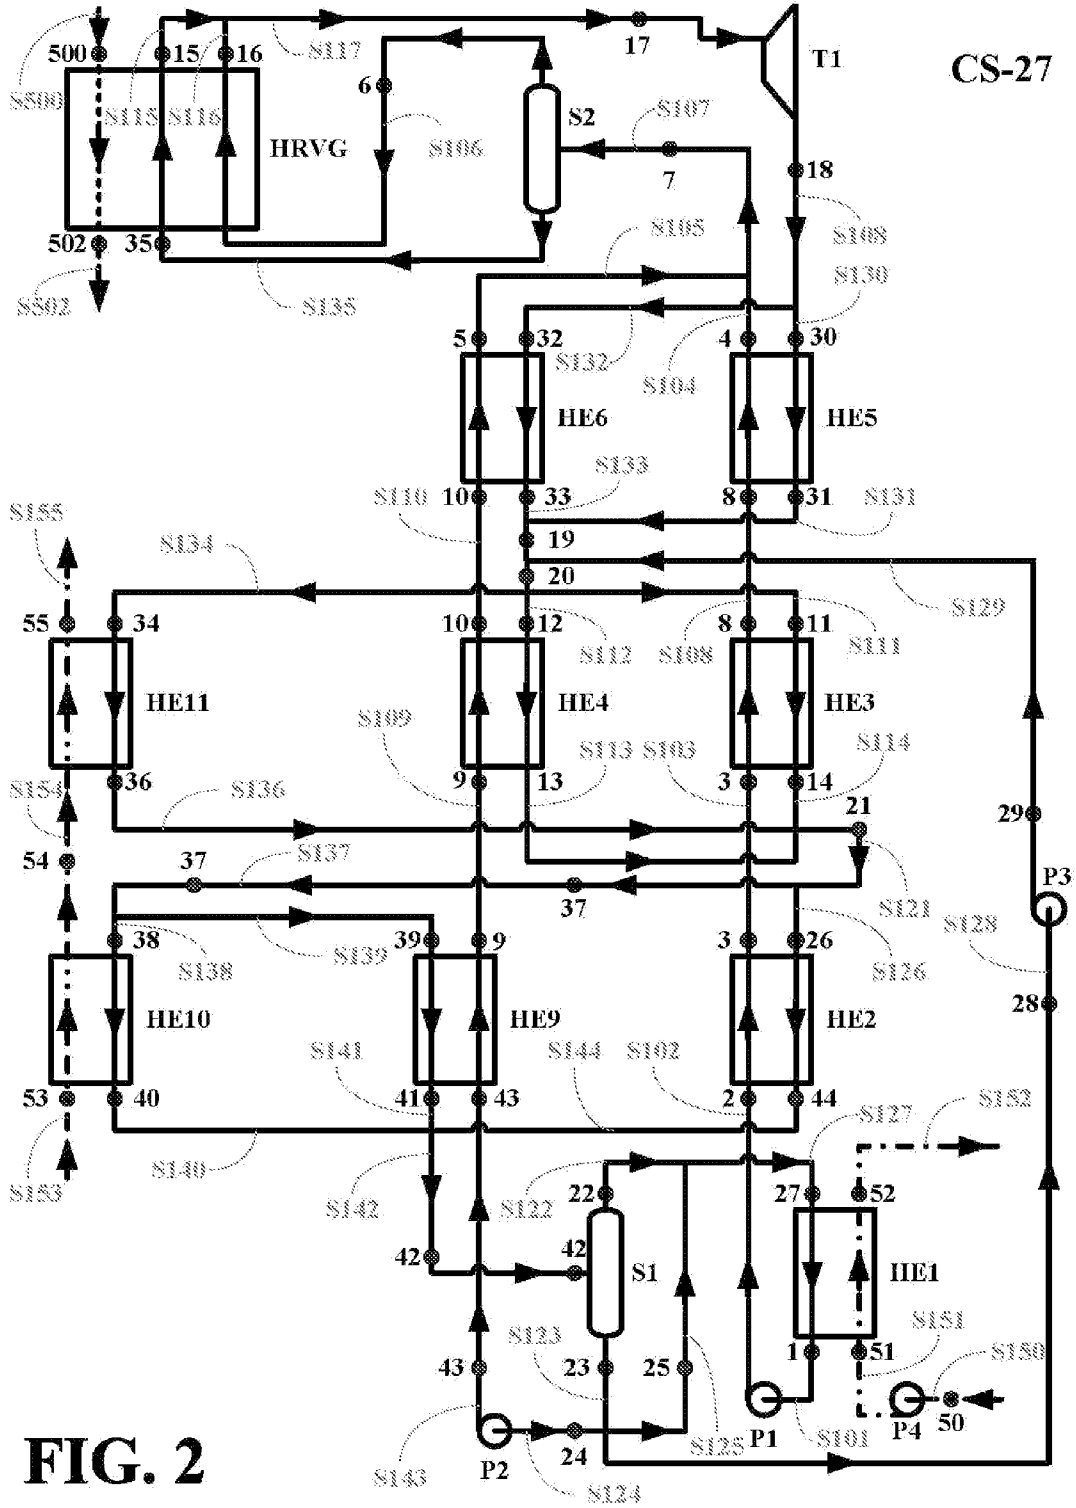 500 15 16 S117 17 T1 CS-27
S500 S115 S116 6 S2 S107
HRVG S106 7 18
502 35 S105 S108
S502 S135 S130
5 32 S132 4 30
S104
HE6 HE5
S133
S110 10 33 8 31 S131
S155 19
S134 20 S129
55 34 10 12 S112 S108 8 11 S111
HE11 HE4 HE3
S109 S113 S103 S114
S154 36 9 13 3 14
S136 21 29
54 37 S137 37 P3
S121 S128
38 S138 S139 39 9 3 26 S126
28
HE10 HE9 HE2
S141 S144 S102
53 40 41 43 2 44 S127 S152
S153 S140
S142 S122 22 27 52
42 42 S1 HE1
S123 S151
43 23 25 1 51 S150
P1 S101 P4 50
P2 24 S125
S143 S124
FIG. 2